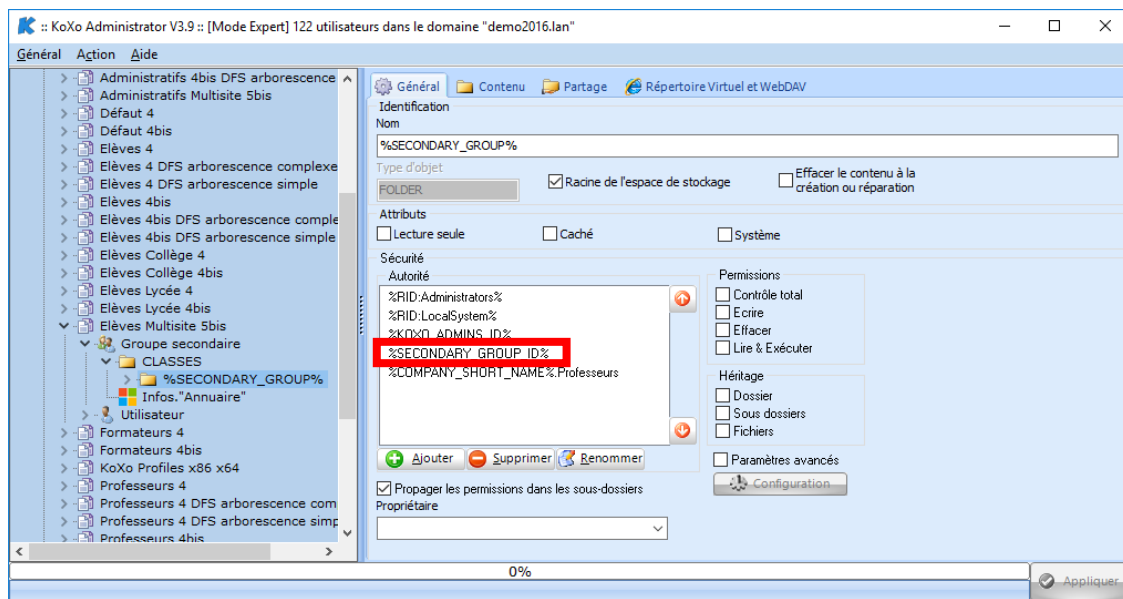 :: KoXo Administrator V3.9 :: [Mode Expert] 122 utilisateurs dans le domaine "demo2016.lan"
Général Action Aide
Administratifs 4bis DFS arborescence
Administratifs Multisite 5bis
Défaut 4
Défaut 4bis
Elèves 4
Elèves 4 DFS arborescence complexe
Elèves 4 DFS arborescence simple
Elèves 4bis
Elèves 4bis DFS arborescence comple
Elèves 4bis DFS arborescence simple
Elèves Collège 4
Elèves Collège 4bis
Elèves Lycée 4
Elèves Lycée 4bis
Elèves Multisite 5bis
Groupe secondaire
CLASSES
%SECONDARY_GROUP%
Infos."Annuaire"
Utilisateur
Formateurs 4
Formateurs 4bis
KoXo Profiles x86 x64
Professeurs 4
Professeurs 4 DFS arborescence com
Professeurs 4 DFS arborescence simp
Professeurs 4bis
Général Contenu Partage Répertoire Virtuel et WebDAV
Identification
Nom
%SECONDARY_GROUP%
Type d'objet
FOLDER
Racine de l'espace de stockage
Effacer le contenu à la
création ou réparation
Attributs
Lecture seule Caché Système
Sécurité
Autorité
%RID:Administrators%
%RID:LocalSystem%
%KOXO_ADMINS_ID%
%SECONDARY_GROUP_ID%
%COMPANY_SHORT_NAME%.Professeurs
Ajouter Supprimer Renommer
Propager les permissions dans les sous-dossiers
Propriétaire
Permissions
Contrôle total
Ecrire
Effacer
Lire & Exécuter
Héritage
Dossier
Sous dossiers
Fichiers
Paramètres avancés
Configuration
0%
Appliquer